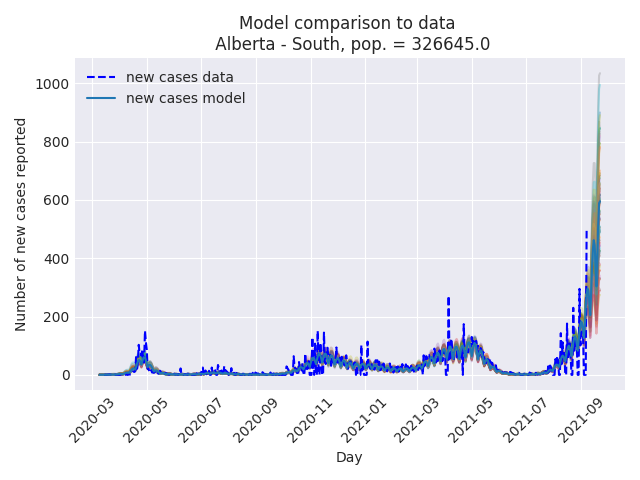 Model comparison to data
Alberta - South, pop. = 326645.0
new cases data
new cases model
Number of new cases reported
1000
800
600
400
200
0
2020-03
2020-05
2020-07
2020-09
2020-11
2021-01
2021-03
2021-05
2021-07
2021-09
Day